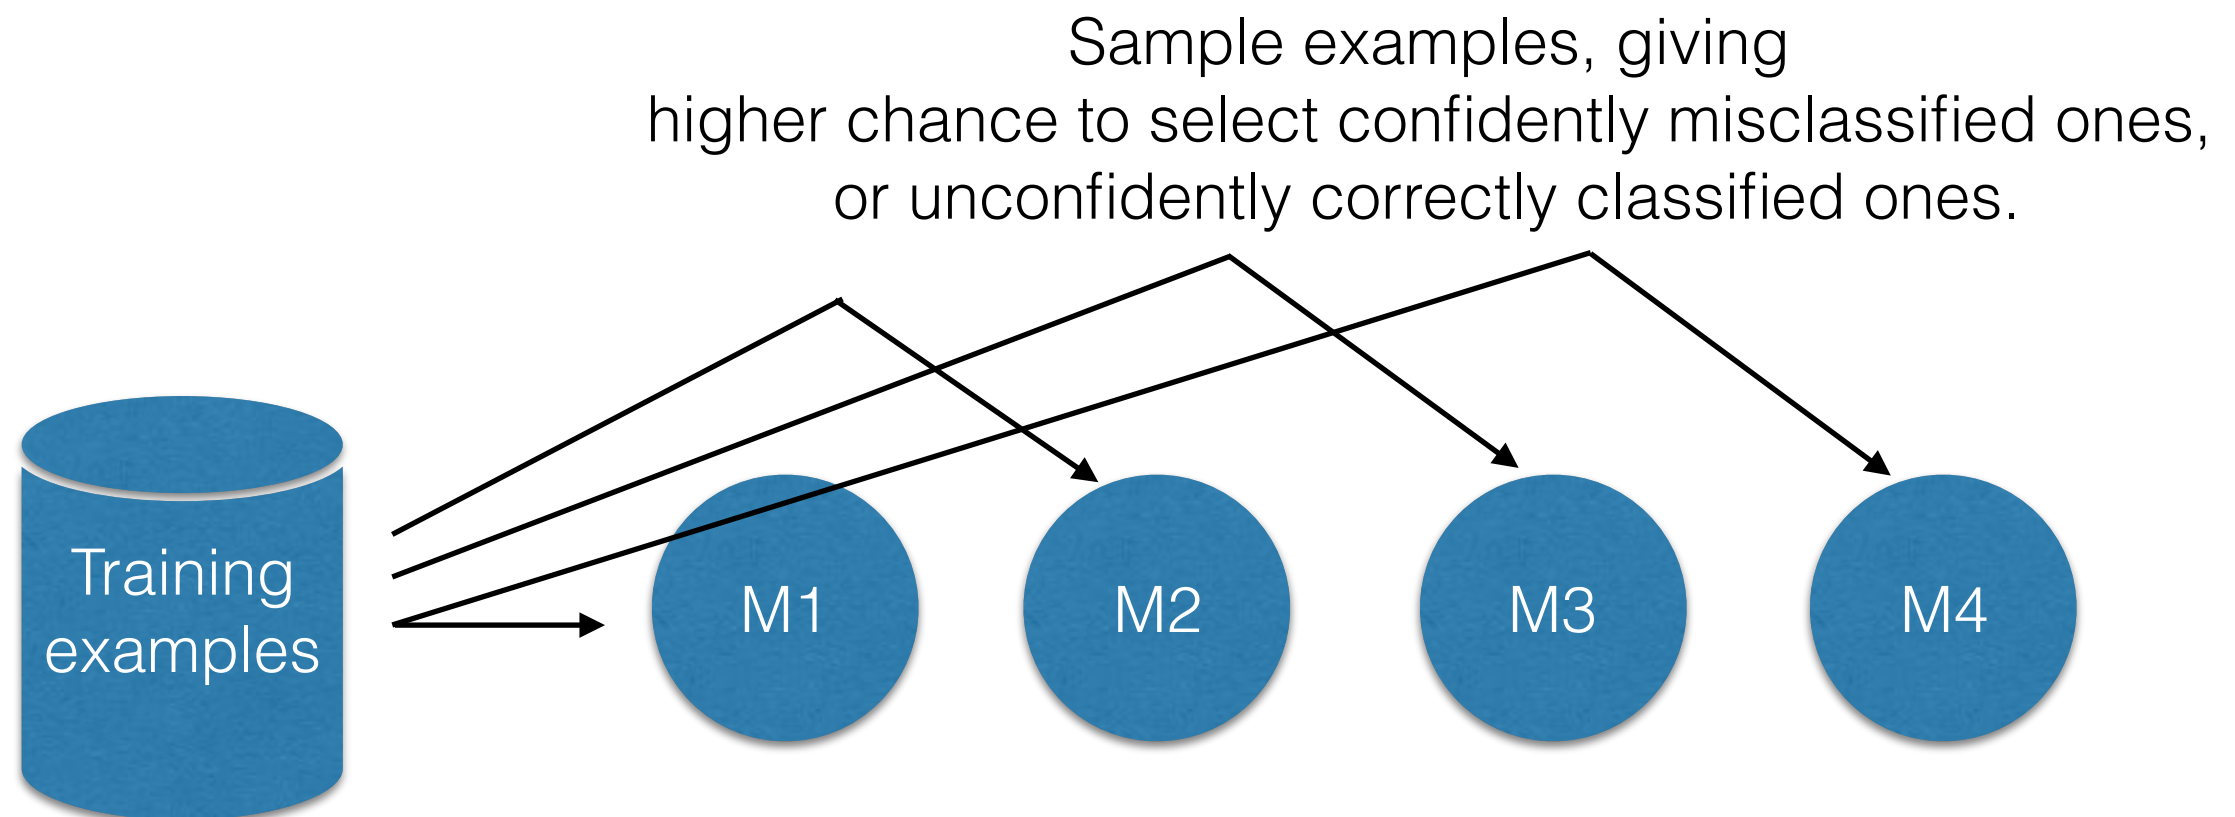 Sample examples, giving
higher chance to select confidently misclassified ones,
or unconfidently correctly classified ones.
Training
examples
M1
M2
M3
M4